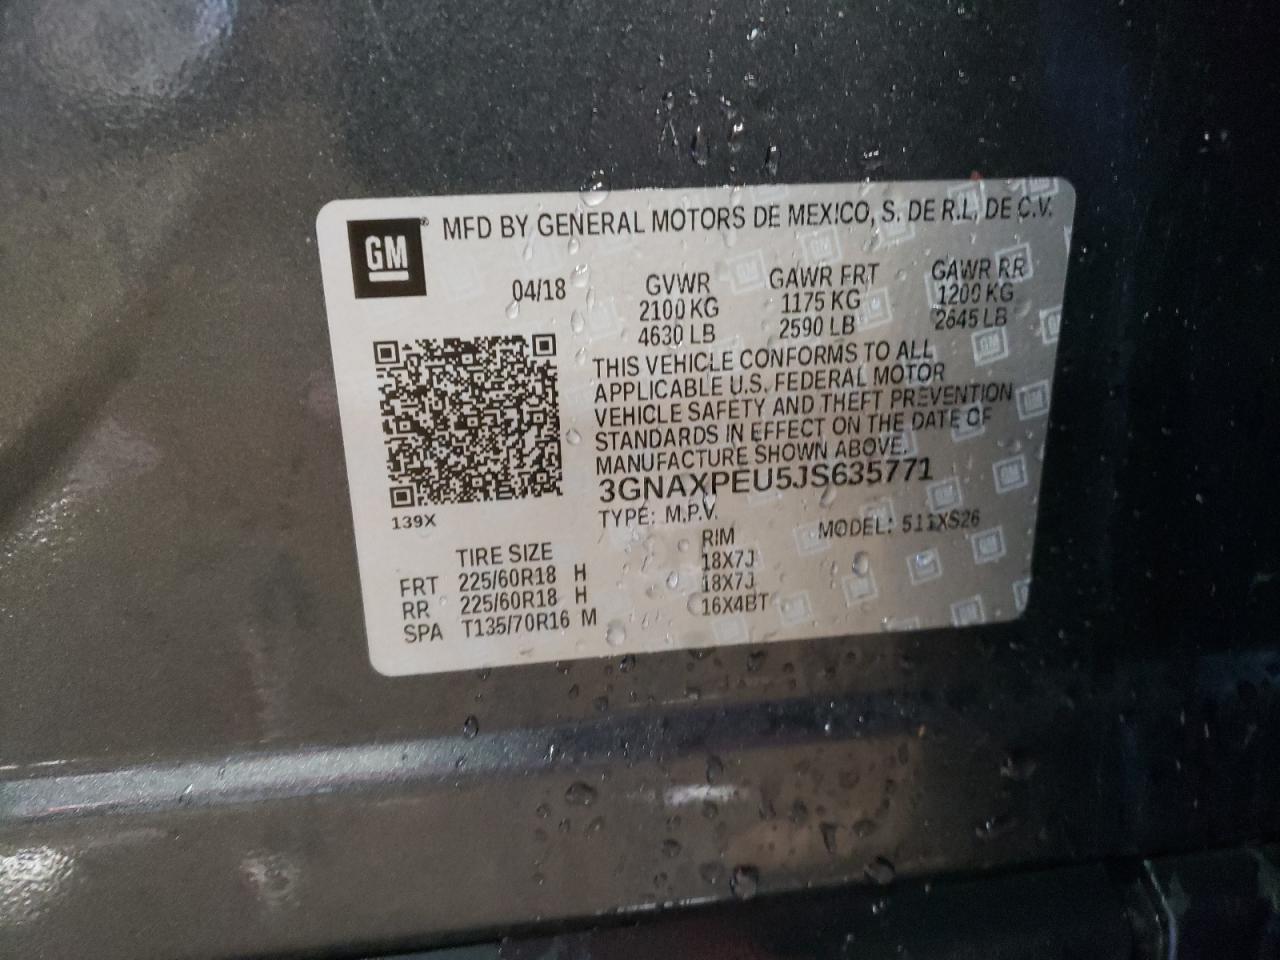 GM® MFD BY GENERAL MOTORS DE MEXICO, S. DE R.L. DE C.V.
04/18 GVWR GAWR FRT GAWR RR
2100 KG 1175 KG 1200 KG
4630 LB 2590 LB 2645 LB
THIS VEHICLE CONFORMS TO ALL
APPLICABLE U.S. FEDERAL MOTOR
VEHICLE SAFETY AND THEFT PREVENTION
STANDARDS IN EFFECT ON THE DATE OF
MANUFACTURE SHOWN ABOVE.
3GNAXPEU5JS635771
139X
TYPE: M.P.V. MODEL: 511XS26
TIRE SIZE RIM
FRT 225/60R18 H 18X7J
RR 225/60R18 H 18X7J
SPA T135/70R16 M 16X4BT